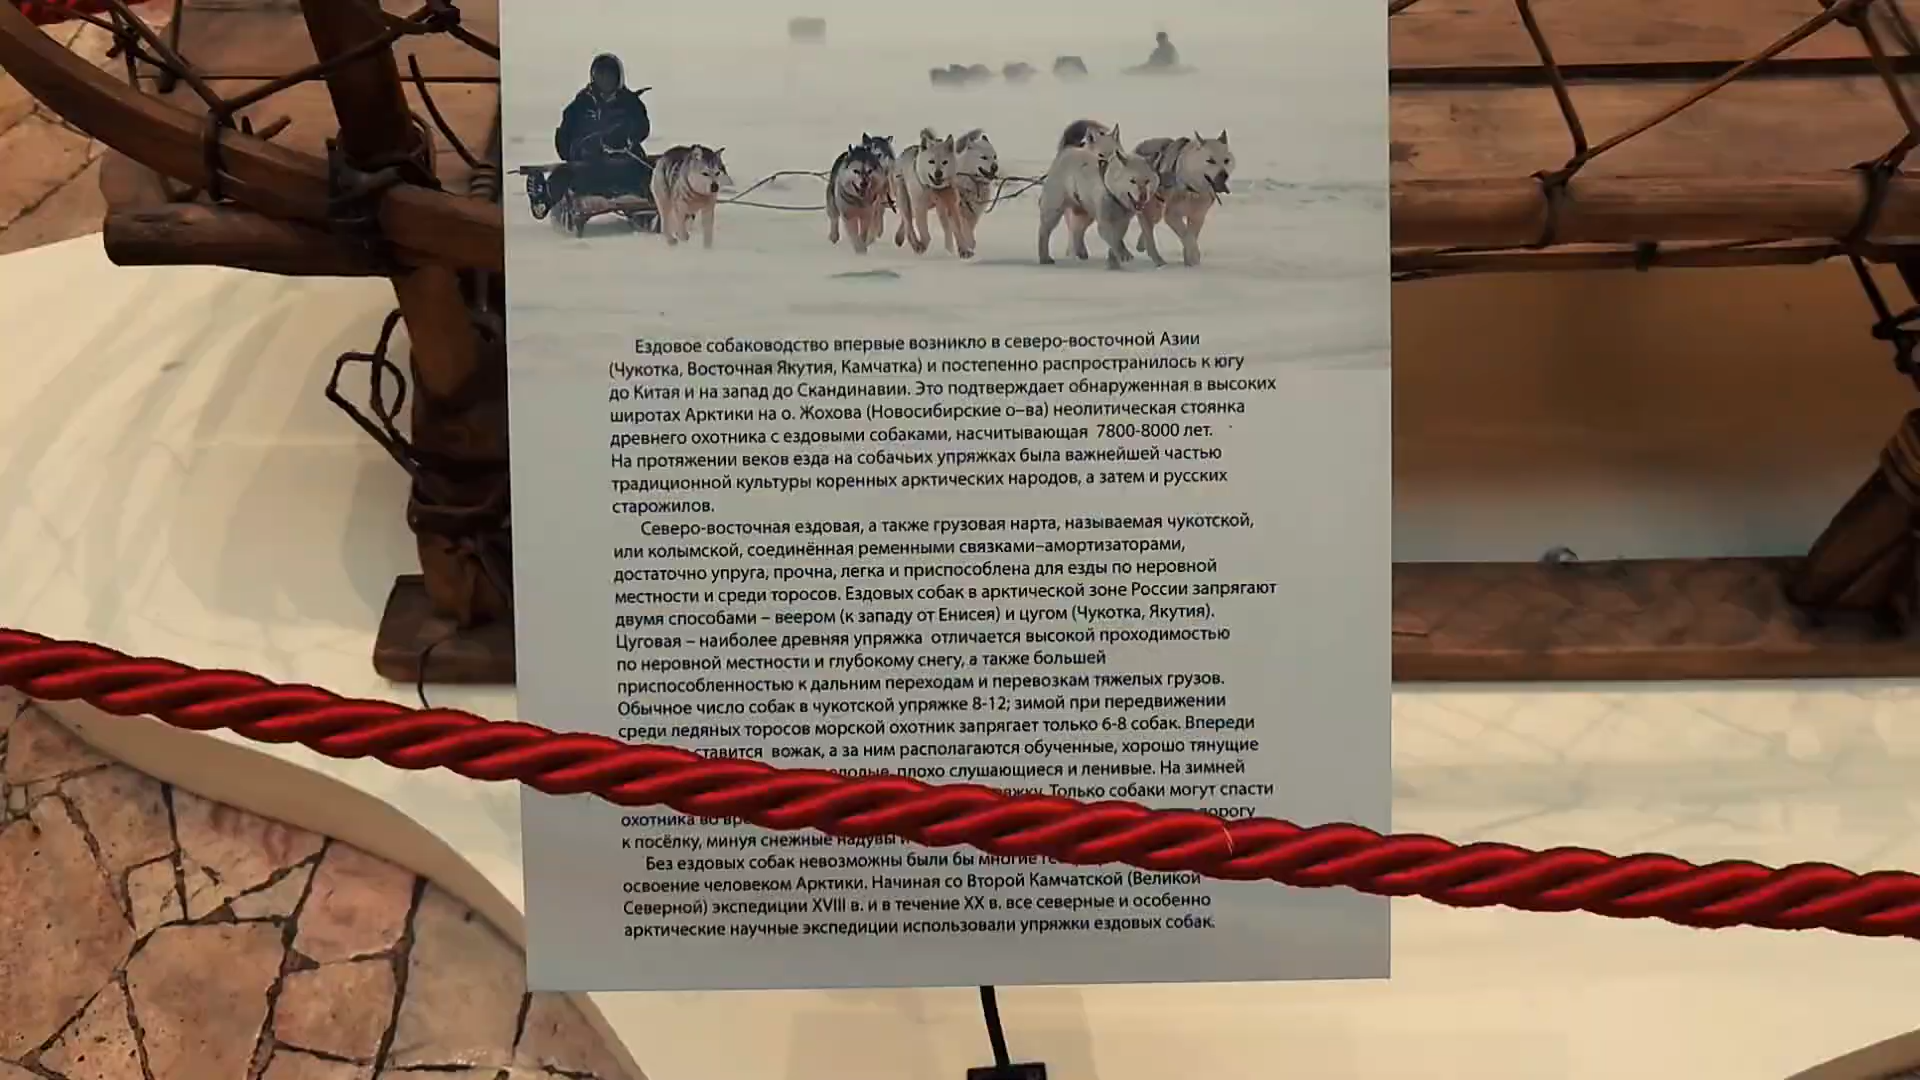 Ездовое собаководство впервые возникло в северо-восточной Азии
(Чукотка, Восточная Якутия, Камчатка) и постепенно распространилось к югу
до Китая и на запад до Скандинавии. Это подтверждает обнаруженная в высоких
широтах Арктики на о. Жохова (Новосибирские о–ва) неолитическая стоянка
древнего охотника с ездовыми собаками, насчитывающая 7800-8000 лет.
На протяжении веков езда на собачьих упряжках была важнейшей частью
традиционной культуры коренных арктических народов, а затем и русских
старожилов.
Северо-восточная ездовая, а также грузовая нарта, называемая чукотской,
или колымской, соединённая ременными связками–амортизаторами,
достаточно упруга, прочна, легка и приспособлена для езды по неровной
местности и среди торосов. Ездовых собак в арктической зоне России запрягают
двумя способами – веером (к западу от Енисея) и цугом (Чукотка, Якутия).
Цуговая – наиболее древняя упряжка отличается высокой проходимостью
по неровной местности и глубокому снегу, а также большей
приспособленностью к дальним переходам и перевозкам тяжелых грузов.
Обычное число собак в чукотской упряжке 8-12; зимой при передвижении
среди ледяных торосов морской охотник запрягает только 6-8 собак. Впереди
ставится вожак, а за ним располагаются обученные, хорошо тянущие
плохо слушающиеся и ленивые. На зимней
Только собаки могут спасти
охотника во дорогу
к посёлку, минуя снежные надувы
Без ездовых собак невозможны были бы многие
освоение человеком Арктики. Начиная со Второй Камчатской (Великой
Северной) экспедиции XVIII в. и в течение XX в. все северные и особенно
арктические научные экспедиции использовали упряжки ездовых собак.